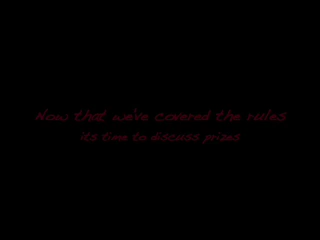 Now that we've covered the rules
its time to discuss prizes